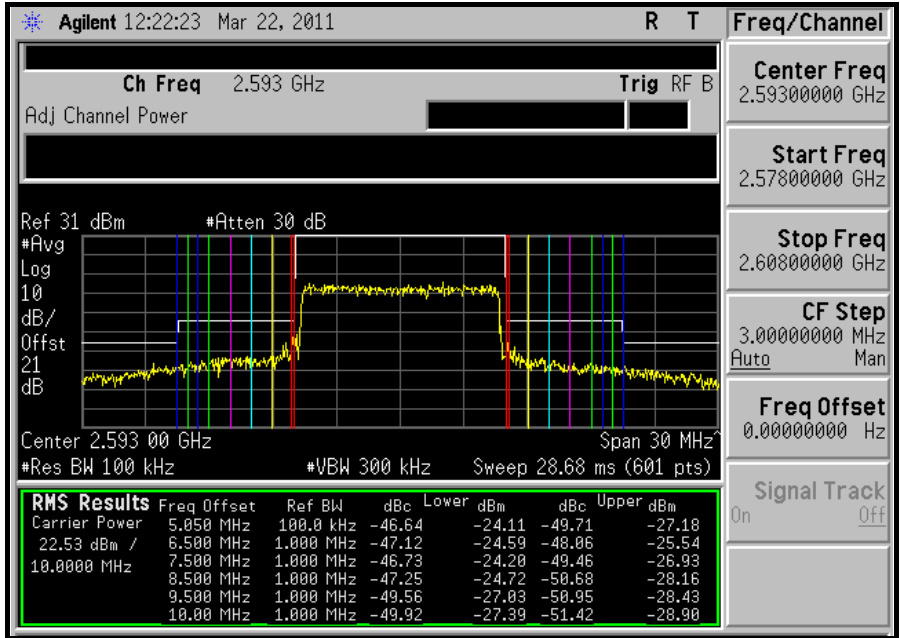 Agilent 12:22:23 Mar 22, 2011 R T
Freq/Channel
Ch Freq 2.593 GHz Trig RF B
Adj Channel Power
Center Freq
2.59300000 GHz
Start Freq
2.57800000 GHz
Stop Freq
2.60800000 GHz
CF Step
3.00000000 MHz
Auto Man
Freq Offset
0.00000000 Hz
Signal Track
On Off
Ref 31 dBm #Atten 30 dB
#Avg
Log
10
dB/
Offst
21
dB
Center 2.593 00 GHz Span 30 MHz^
#Res BW 100 kHz #VBW 300 kHz Sweep 28.68 ms (601 pts)
RMS Results Freq Offset Ref BW dBc Lower dBm dBc Upper dBm
Carrier Power 5.050 MHz 100.0 kHz -46.64 -24.11 -49.71 -27.18
22.53 dBm / 6.500 MHz 1.000 MHz -47.12 -24.59 -48.06 -25.54
10.0000 MHz 7.500 MHz 1.000 MHz -46.73 -24.20 -49.46 -26.93
8.500 MHz 1.000 MHz -47.25 -24.72 -50.68 -28.16
9.500 MHz 1.000 MHz -49.56 -27.03 -50.95 -28.43
10.00 MHz 1.000 MHz -49.92 -27.39 -51.42 -28.90